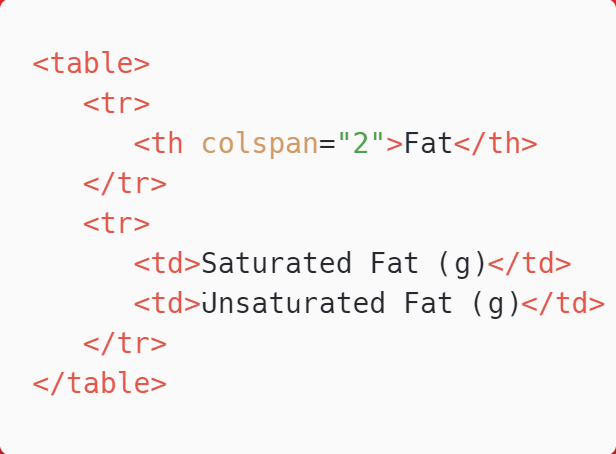 <table>
<tr>
<th colspan="2">Fat</th>
</tr>
<tr>
<td>Saturated Fat (g)</td>
<td>Unsaturated Fat (g)</td>
</tr>
</table>